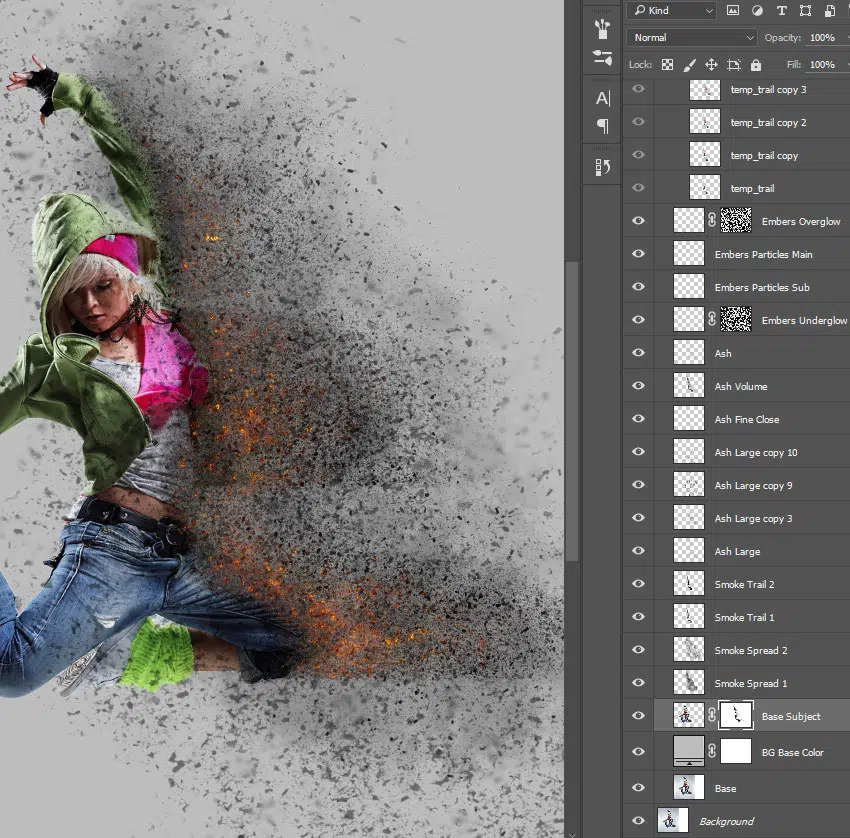 Kind
Normal
Opacity: 100%
Lock:
Fill: 100%
temp_trail copy 3
temp_trail copy 2
temp_trail copy
temp_trail
Embers Overglow
Embers Particles Main
Embers Particles Sub
Embers Underglow
Ash
Ash Volume
Ash Fine Close
Ash Large copy 10
Ash Large copy 9
Ash Large copy 3
Ash Large
Smoke Trail 2
Smoke Trail 1
Smoke Spread 2
Smoke Spread 1
Base Subject
BG Base Color
Base
Background